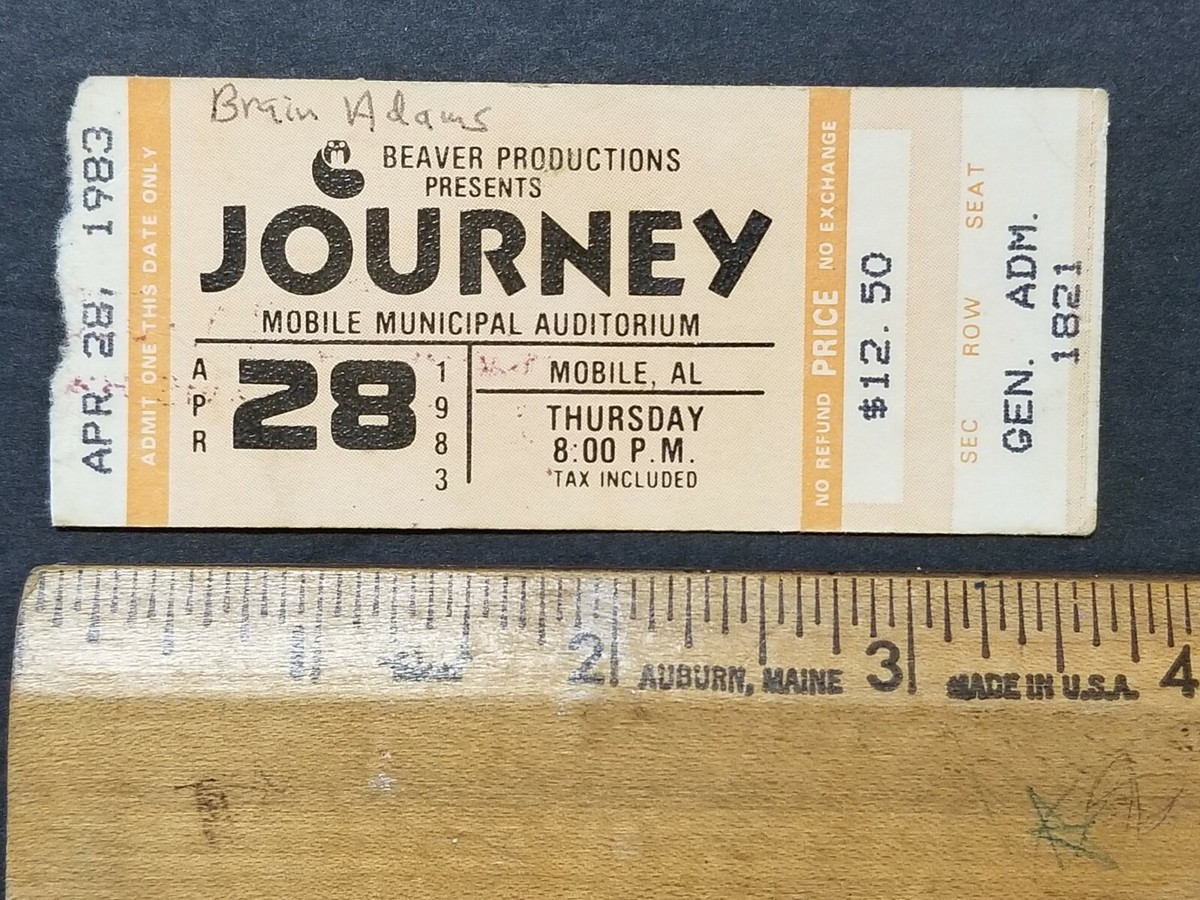 Brain Adams
BEAVER PRODUCTIONS
PRESENTS
JOURNEY
MOBILE MUNICIPAL AUDITORIUM
APR
28
1983
MOBILE, AL
THURSDAY
8:00 P.M.
TAX INCLUDED
APR. 28, 1983
ADMIT ONE THIS DATE ONLY
NO REFUND PRICE NO EXCHANGE
$12.50
SEC ROW SEAT
GEN. ADM.
1821
2 AUBURN, MAINE 3 MADE IN U.S.A. 4